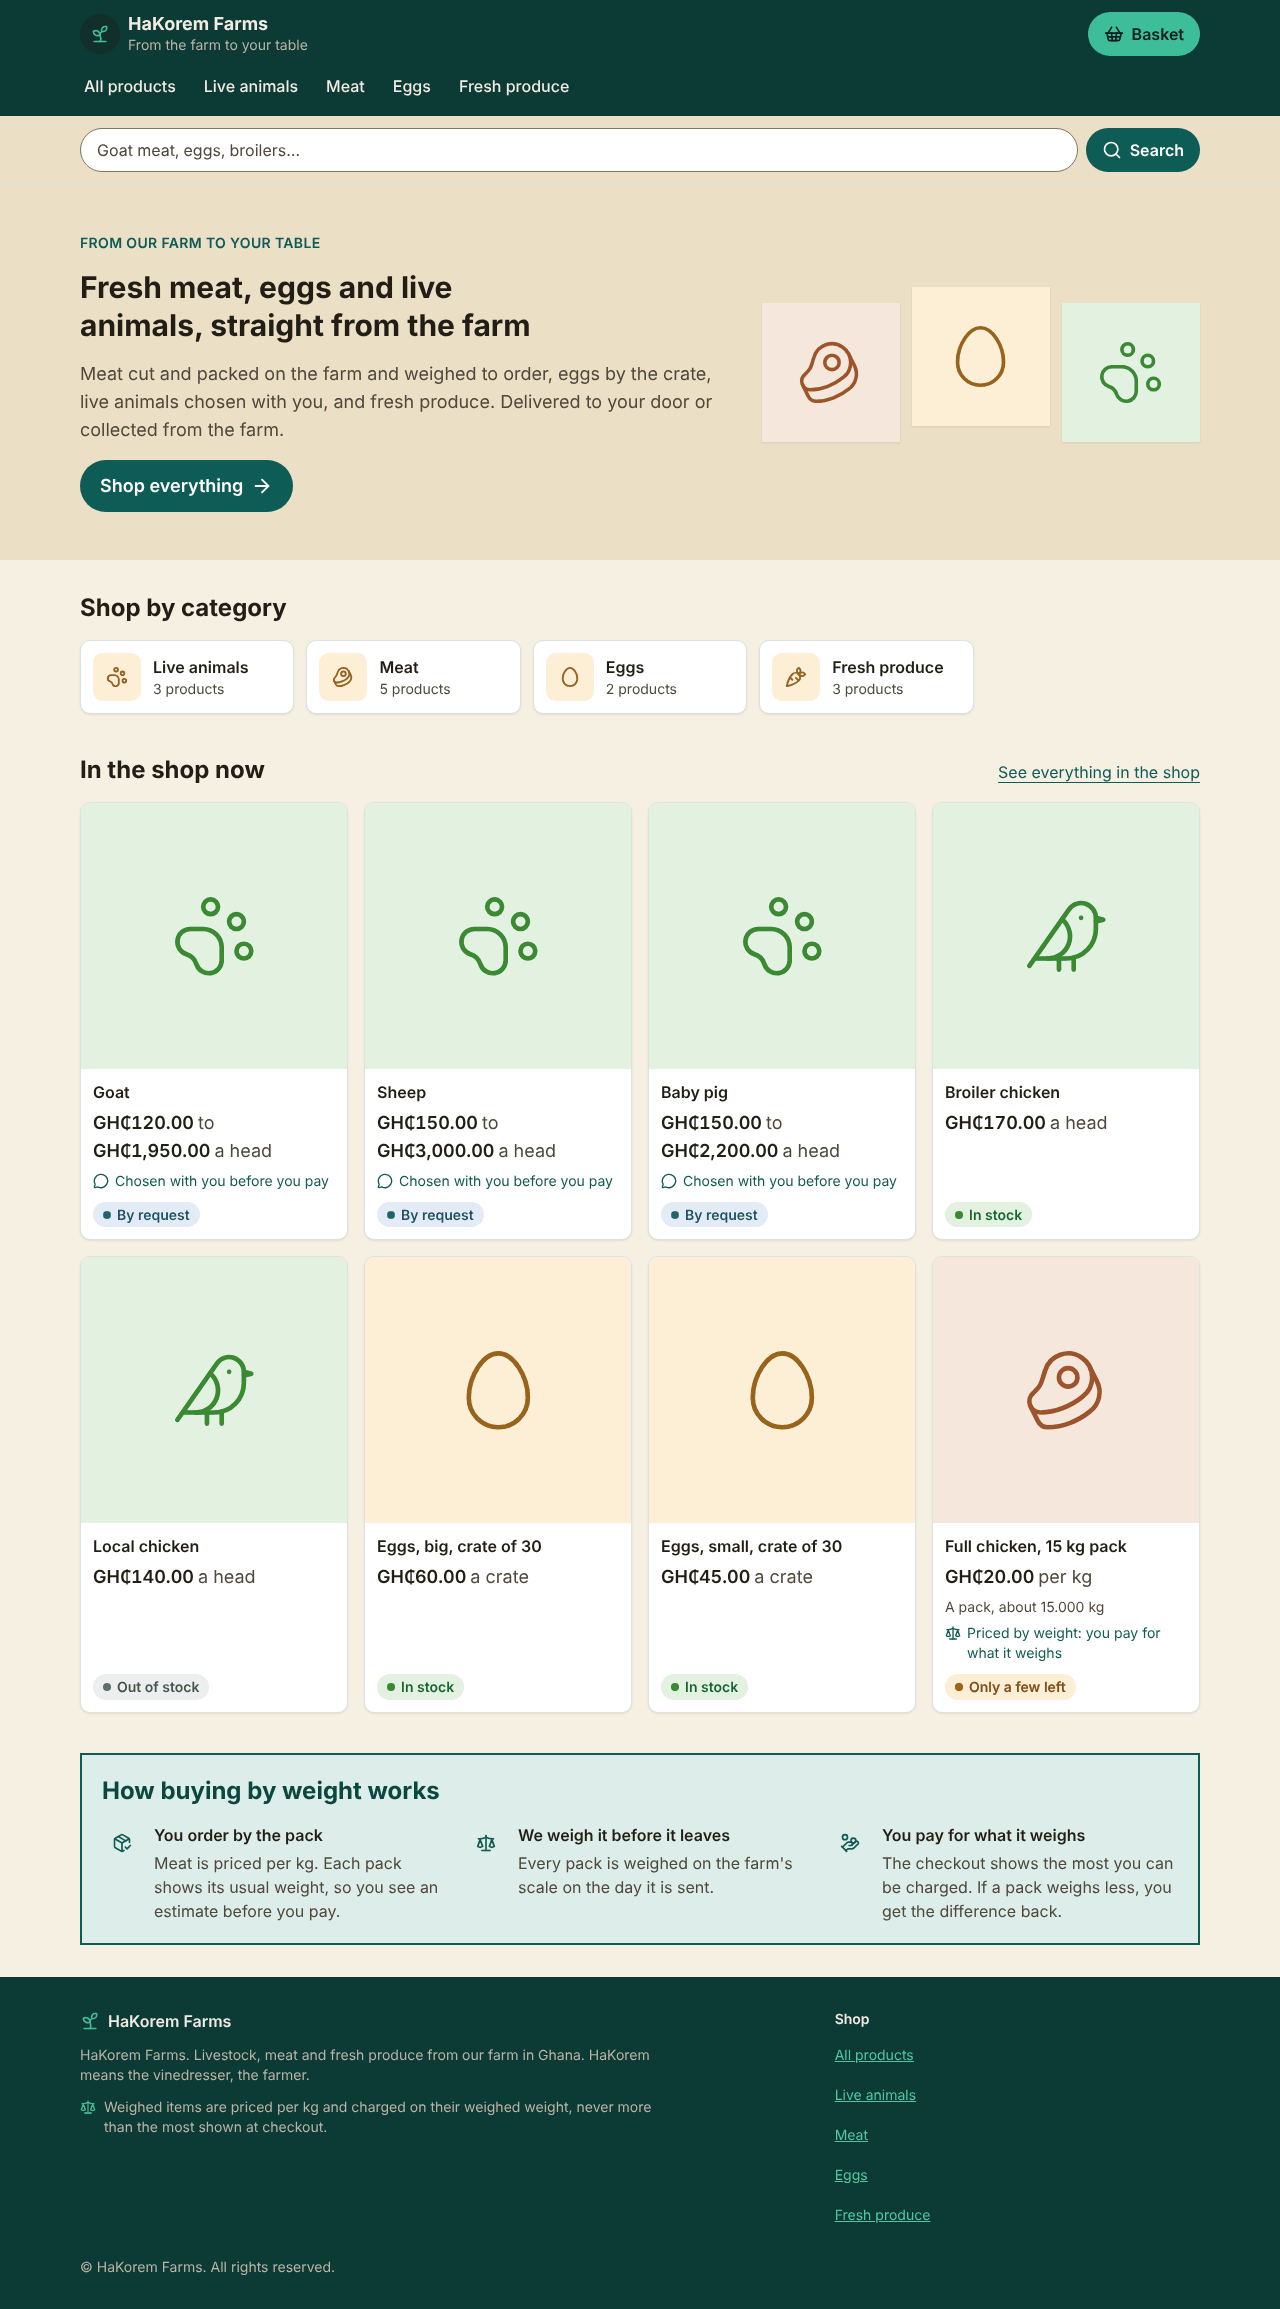 HaKorem Farms
From the farm to your table
Basket
All products
Live animals
Meat
Eggs
Fresh produce
Goat meat, eggs, broilers...
Search
FROM OUR FARM TO YOUR TABLE
Fresh meat, eggs and live
animals, straight from the farm
Meat cut and packed on the farm and weighed to order, eggs by the crate,
live animals chosen with you, and fresh produce. Delivered to your door or
collected from the farm.
Shop everything
Shop by category
Live animals
3 products
Meat
5 products
Eggs
2 products
Fresh produce
3 products
In the shop now
See everything in the shop
Goat
GH₵120.00 to
GH₵1,950.00 a head
Chosen with you before you pay
By request
Sheep
GH₵150.00 to
GH₵3,000.00 a head
Chosen with you before you pay
By request
Baby pig
GH₵150.00 to
GH₵2,200.00 a head
Chosen with you before you pay
By request
Broiler chicken
GH₵170.00 a head
In stock
Local chicken
GH₵140.00 a head
Out of stock
Eggs, big, crate of 30
GH₵60.00 a crate
In stock
Eggs, small, crate of 30
GH₵45.00 a crate
In stock
Full chicken, 15 kg pack
GH₵20.00 per kg
A pack, about 15.000 kg
Priced by weight: you pay for
what it weighs
Only a few left
How buying by weight works
You order by the pack
Meat is priced per kg. Each pack
shows its usual weight, so you see an
estimate before you pay.
We weigh it before it leaves
Every pack is weighed on the farm's
scale on the day it is sent.
You pay for what it weighs
The checkout shows the most you can
be charged. If a pack weighs less, you
get the difference back.
HaKorem Farms
HaKorem Farms. Livestock, meat and fresh produce from our farm in Ghana. HaKorem
means the vinedresser, the farmer.
Weighed items are priced per kg and charged on their weighed weight, never more
than the most shown at checkout.
Shop
All products
Live animals
Meat
Eggs
Fresh produce
© HaKorem Farms. All rights reserved.